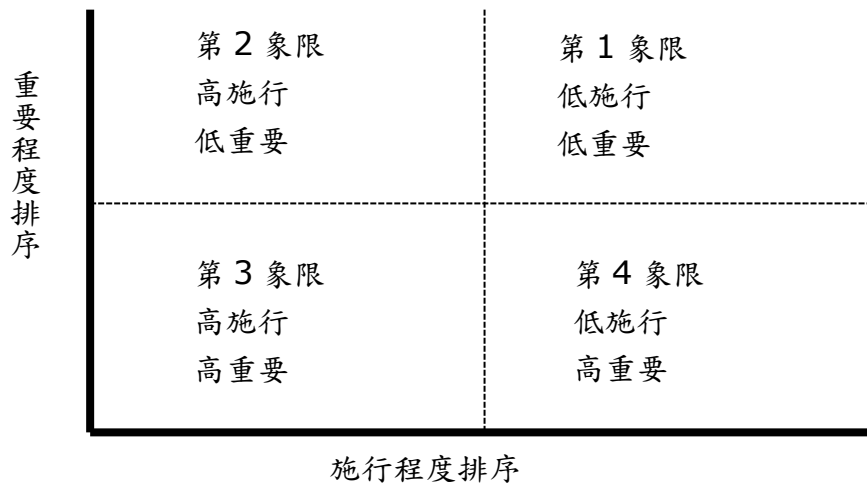 重要程度排序
第 2 象限
高施行
低重要
第 1 象限
低施行
低重要
第 3 象限
高施行
高重要
第 4 象限
低施行
高重要
施行程度排序